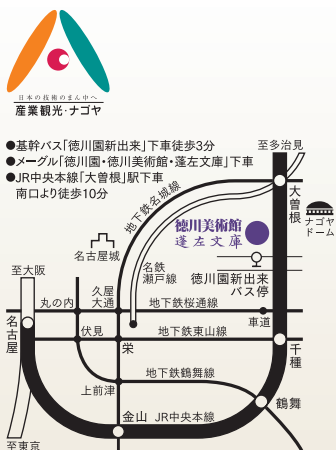 日本の技術のまん中へ
産業観光・ナゴヤ
●基幹バス「徳川園新出来」下車徒歩3分
●メーグル「徳川園・徳川美術館・蓬左文庫」下車
●JR中央本線「大曽根」駅下車
南口より徒歩10分
至多治見
大曽根
ナゴヤ
ドーム
地下鉄名城線
徳川美術館
蓬左文庫
名古屋城
名鉄
瀬戸線
徳川園新出来
バス停
至大阪
丸の内
久屋
大通
地下鉄桜通線
車道
名古屋
伏見
栄
地下鉄東山線
千種
地下鉄鶴舞線
上前津
鶴舞
金山
JR中央本線
至東京